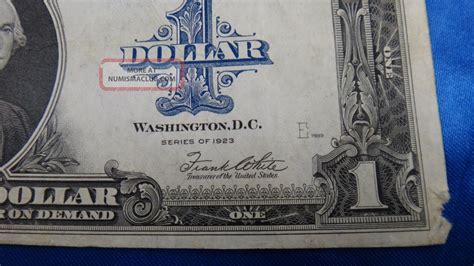 1
DOLLAR
MORE AT
NUMISMACLUB.COM
WASHINGTON, D.C.
E
SERIES OF 1923
Frank White
Treasurer of the United States.
DOLLAR
ON DEMAND
ONE
1
ONE